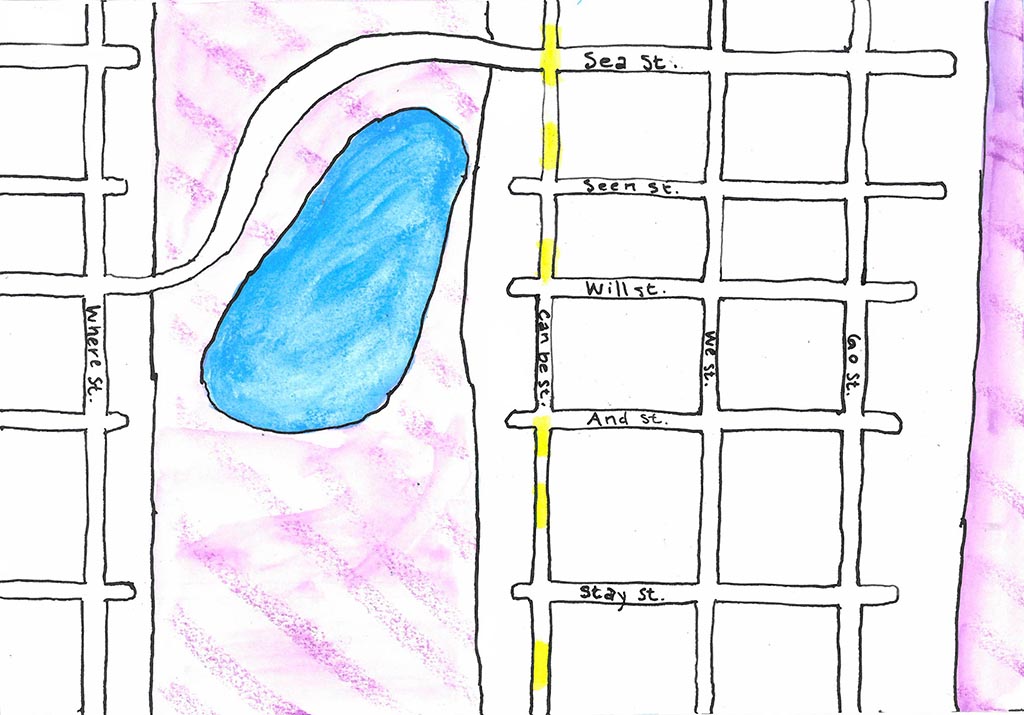 Sea St.
Seen St.
Will st.
Where St.
Can be st.
We St.
Go St.
And st.
Stay st.